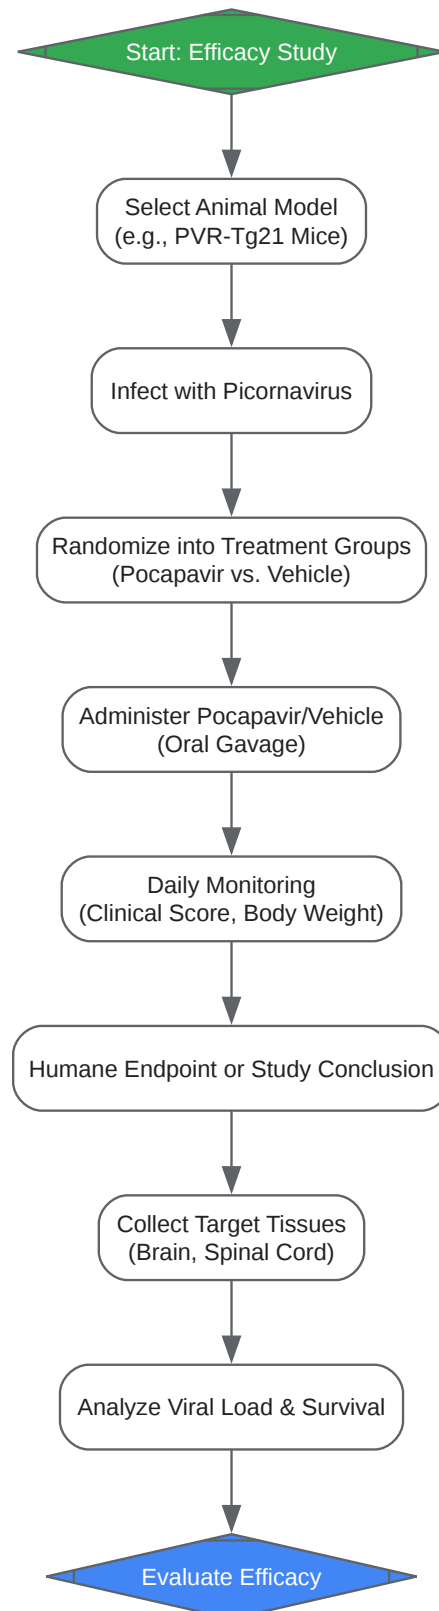 Start: Efficacy Study
Select Animal Model
(e.g., PVR-Tg21 Mice)
Infect with Picornavirus
Randomize into Treatment Groups
(Pocapavir vs. Vehicle)
Administer Pocapavir/Vehicle
(Oral Gavage)
Daily Monitoring
(Clinical Score, Body Weight)
Humane Endpoint or Study Conclusion
Collect Target Tissues
(Brain, Spinal Cord)
Analyze Viral Load & Survival
Evaluate Efficacy